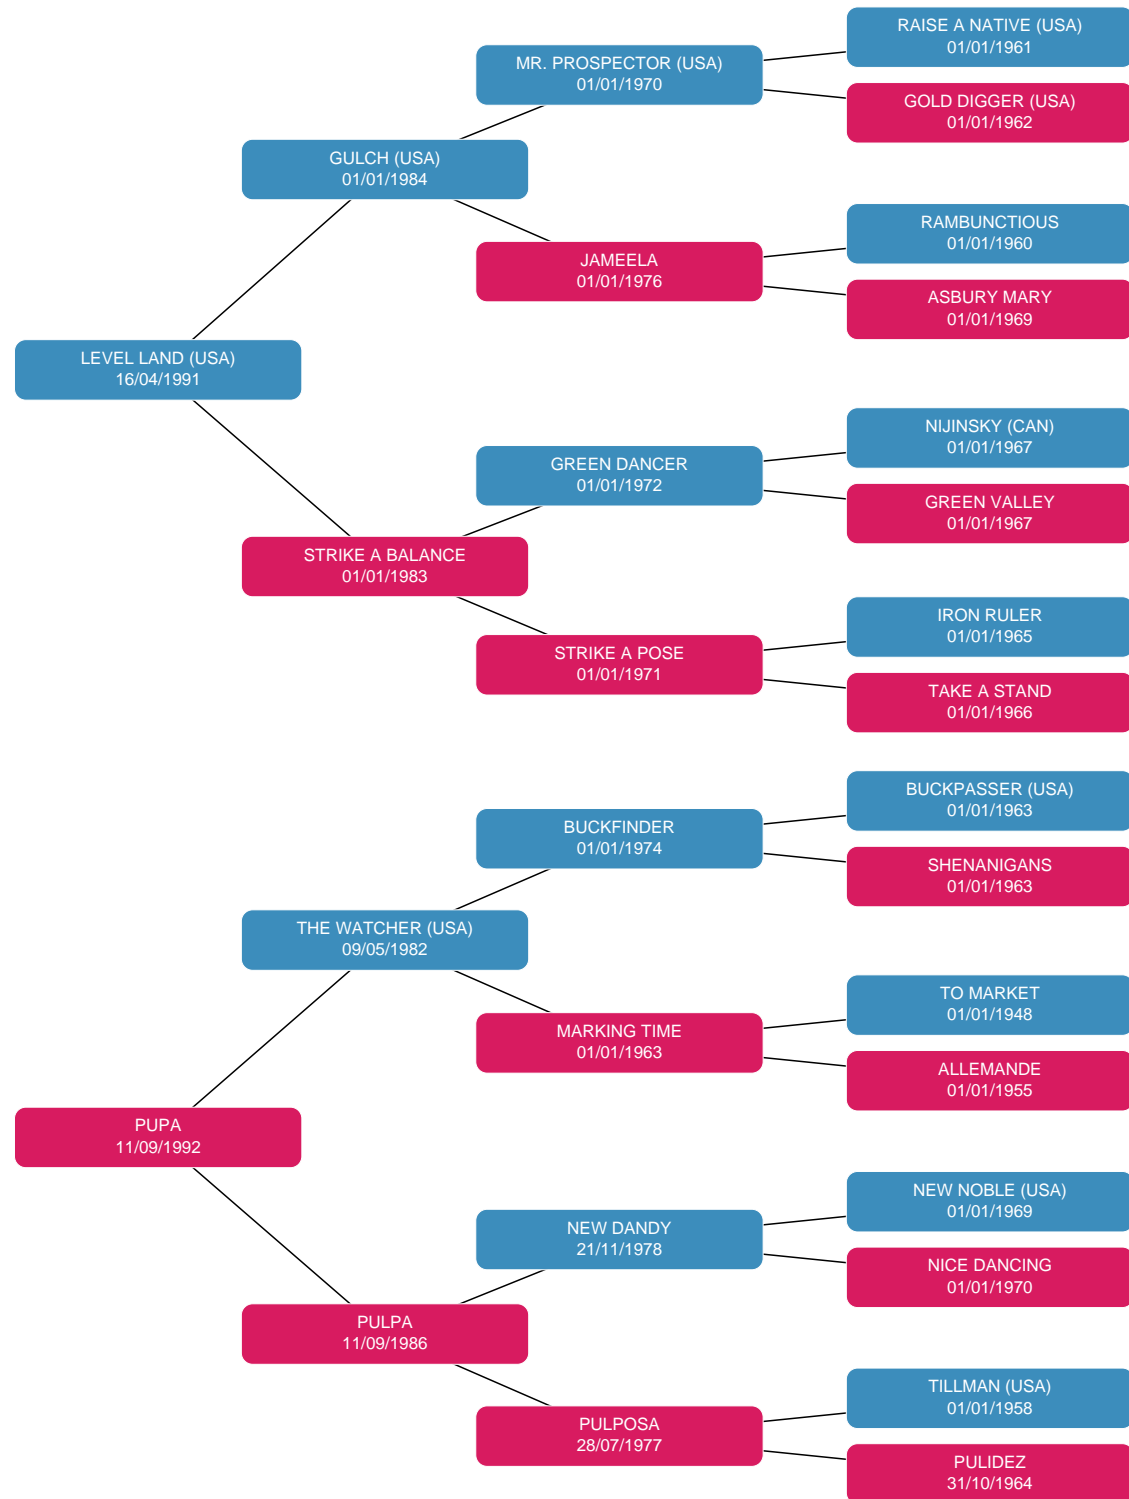 RAISE A NATIVE (USA)
01/01/1961
MR. PROSPECTOR (USA)
01/01/1970
GOLD DIGGER (USA)
01/01/1962
GULCH (USA)
01/01/1984
RAMBUNCTIOUS
01/01/1960
JAMEELA
01/01/1976
ASBURY MARY
01/01/1969
LEVEL LAND (USA)
16/04/1991
NIJINSKY (CAN)
01/01/1967
GREEN DANCER
01/01/1972
GREEN VALLEY
01/01/1967
STRIKE A BALANCE
01/01/1983
IRON RULER
01/01/1965
STRIKE A POSE
01/01/1971
TAKE A STAND
01/01/1966
BUCKPASSER (USA)
01/01/1963
BUCKFINDER
01/01/1974
SHENANIGANS
01/01/1963
THE WATCHER (USA)
09/05/1982
TO MARKET
01/01/1948
MARKING TIME
01/01/1963
ALLEMANDE
01/01/1955
PUPA
11/09/1992
NEW NOBLE (USA)
01/01/1969
NEW DANDY
21/11/1978
NICE DANCING
01/01/1970
PULPA
11/09/1986
TILLMAN (USA)
01/01/1958
PULPOSA
28/07/1977
PULIDEZ
31/10/1964